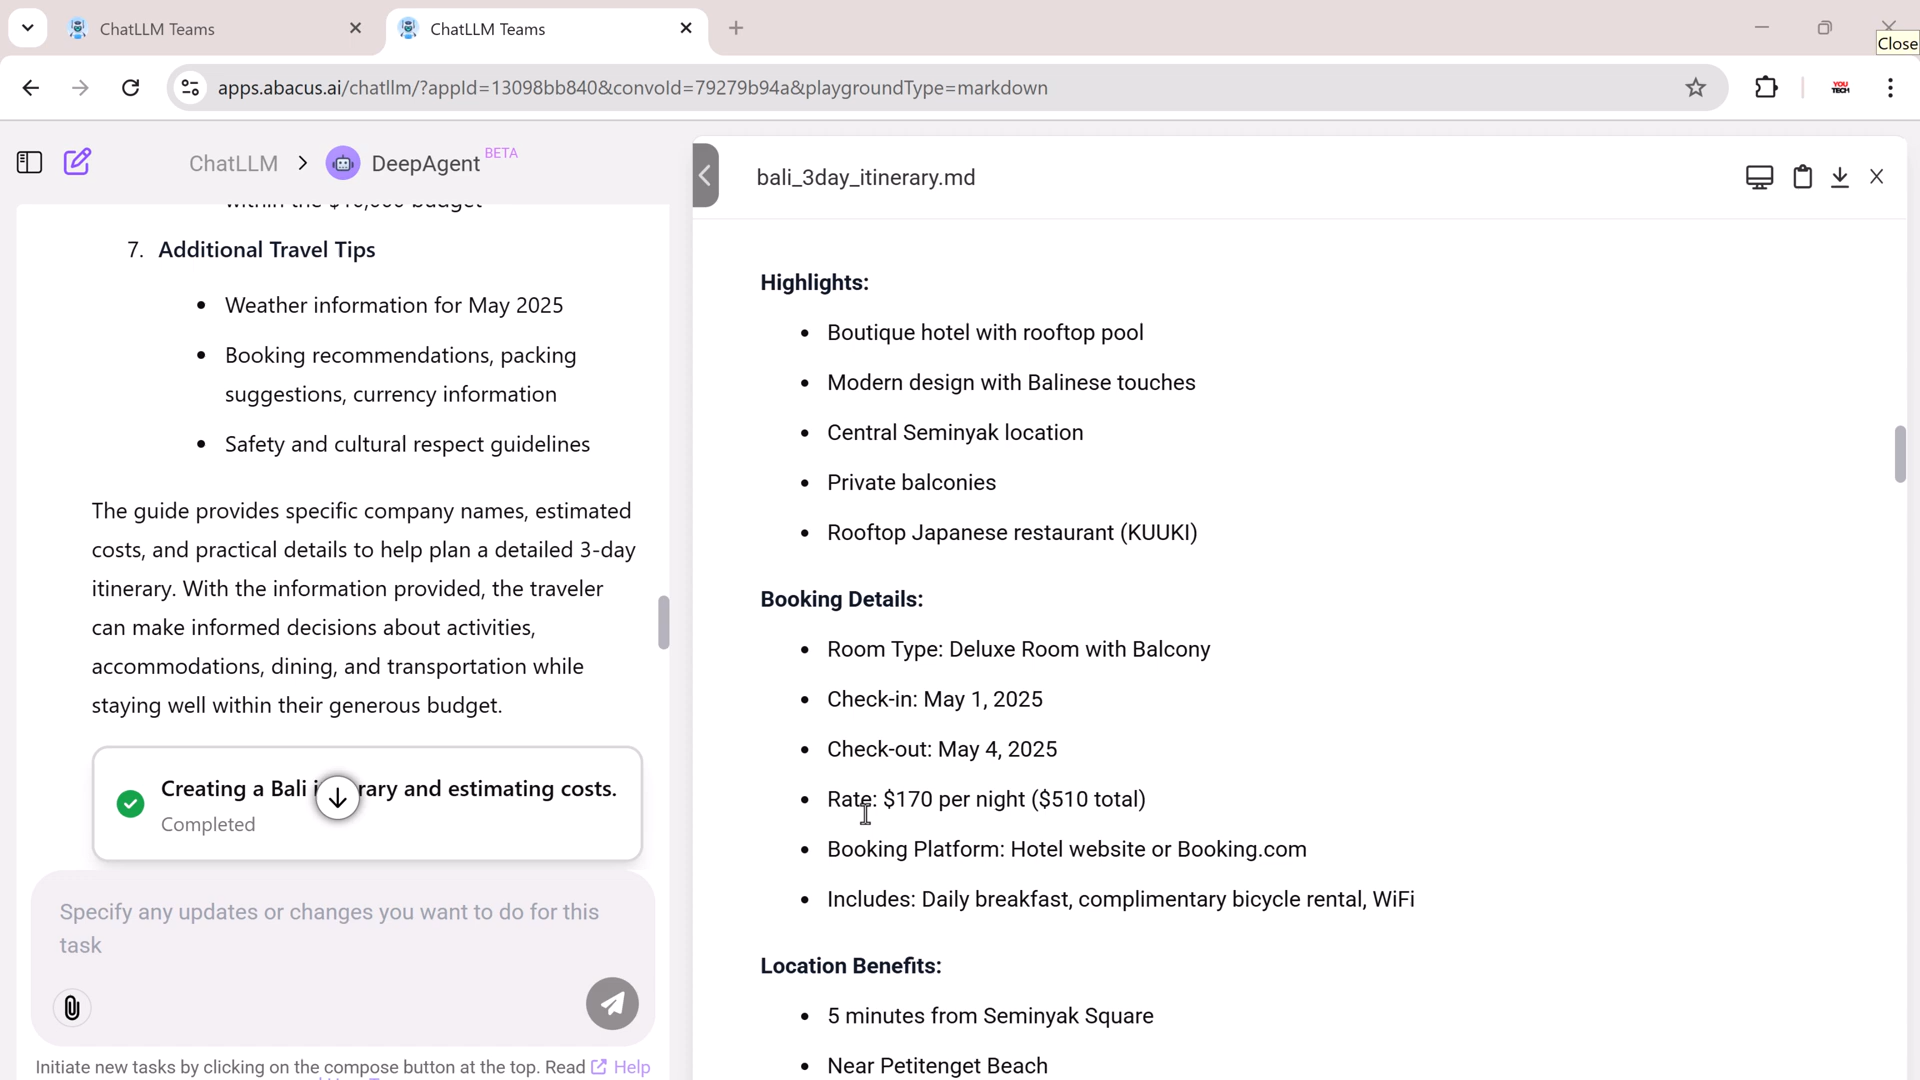 ChatLLM Teams
ChatLLM Teams
Close
apps.abacus.ai/chatllm/?appId=13098bb840&convoId=79279b94a&playgroundType=markdown
YOU
TECH
ChatLLM > DeepAgent BETA
within the $10,000 budget
7. Additional Travel Tips
• Weather information for May 2025
• Booking recommendations, packing
suggestions, currency information
• Safety and cultural respect guidelines
The guide provides specific company names, estimated
costs, and practical details to help plan a detailed 3-day
itinerary. With the information provided, the traveler
can make informed decisions about activities,
accommodations, dining, and transportation while
staying well within their generous budget.
Creating a Bali itinerary and estimating costs.
Completed
Specify any updates or changes you want to do for this
task
Initiate new tasks by clicking on the compose button at the top. Read Help
bali_3day_itinerary.md
Highlights:
• Boutique hotel with rooftop pool
• Modern design with Balinese touches
• Central Seminyak location
• Private balconies
• Rooftop Japanese restaurant (KUUKI)
Booking Details:
• Room Type: Deluxe Room with Balcony
• Check-in: May 1, 2025
• Check-out: May 4, 2025
• Rate: $170 per night ($510 total)
• Booking Platform: Hotel website or Booking.com
• Includes: Daily breakfast, complimentary bicycle rental, WiFi
Location Benefits:
• 5 minutes from Seminyak Square
• Near Petitenget Beach